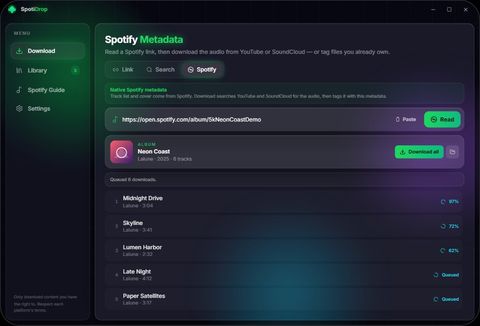 SpotiDrop
MENU
Download
Library
5
Spotify Guide
Settings
Only download content you have
the right to. Respect each
platform's terms.
Spotify Metadata
Read a Spotify link, then download the audio from YouTube or SoundCloud — or tag files you already own.
Link
Search
Spotify
Native Spotify metadata
Track list and cover come from Spotify. Download searches YouTube and SoundCloud for the audio, then tags it with this metadata.
https://open.spotify.com/album/5kNeonCoastDemo
Paste
Read
ALBUM
Neon Coast
Lalune · 2025 · 6 tracks
Download all
Queued 6 downloads.
1 Midnight Drive
Lalune · 3:04
97%
2 Skyline
Lalune · 3:41
72%
3 Lumen Harbor
Lalune · 2:32
62%
4 Late Night
Lalune · 4:12
Queued
5 Paper Satellites
Lalune · 3:17
Queued